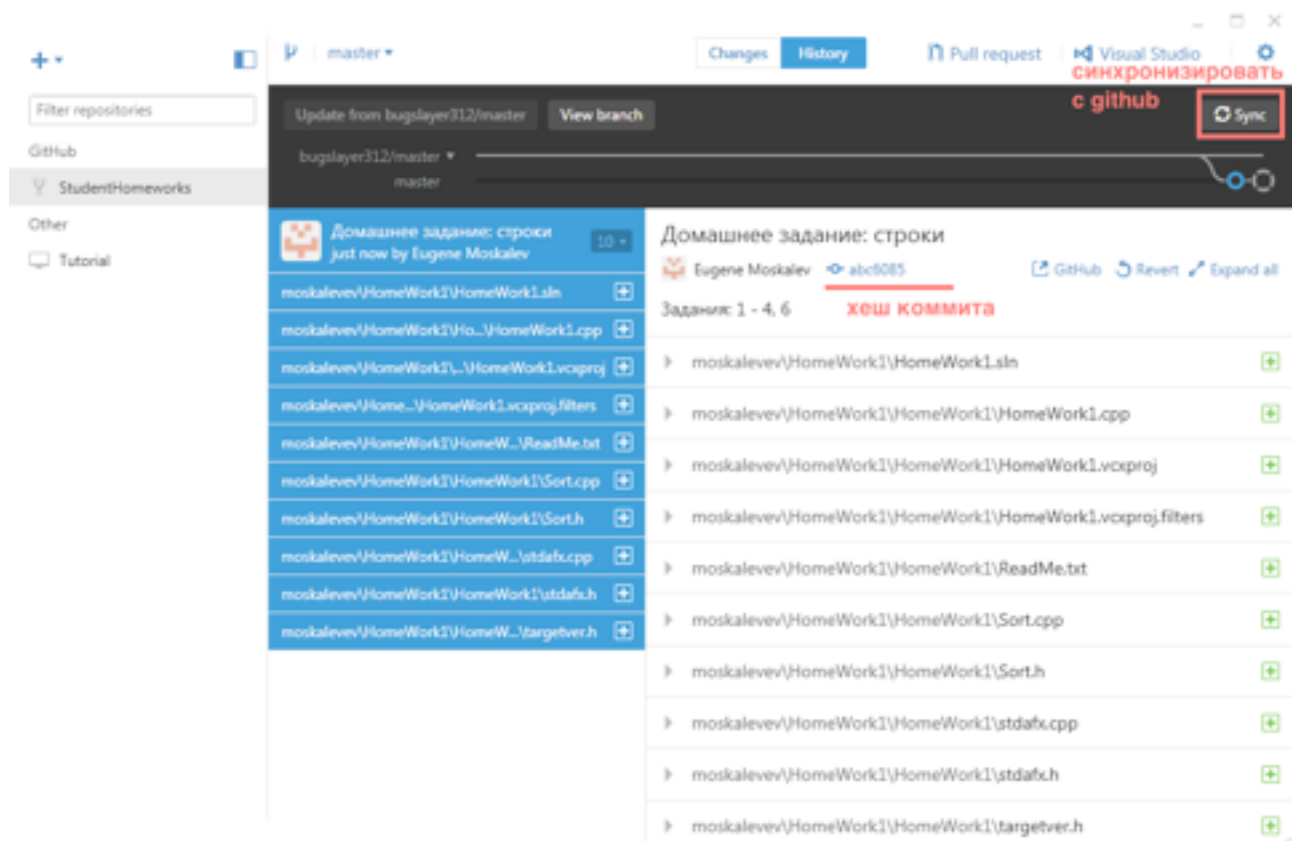 master
Changes
History
Pull request
Visual Studio
синхронизировать
с github
Filter repositories
Update from bugslayer312/master
View branch
Sync
GitHub
bugslayer312/master
StudentHomeworks
master
Other
Tutorial
Домашнее задание: строки
just now by Eugene Moskalev
10
moskalevev\HomeWork1\HomeWork1.sln
moskalevev\HomeWork1\Ho...\HomeWork1.cpp
moskalevev\HomeWork1\...\HomeWork1.vcxproj
moskalevev\Home...\HomeWork1.vcxproj.filters
moskalevev\HomeWork1\HomeW...\ReadMe.txt
moskalevev\HomeWork1\HomeWork1\Sort.cpp
moskalevev\HomeWork1\HomeWork1\Sort.h
moskalevev\HomeWork1\HomeW...\stdafx.cpp
moskalevev\HomeWork1\HomeWork1\stdafx.h
moskalevev\HomeWork1\HomeW...\targetver.h
Домашнее задание: строки
Eugene Moskalev
abc6085
GitHub
Revert
Expand all
Задания: 1 - 4, 6
хеш коммита
moskalevev\HomeWork1\HomeWork1.sln
moskalevev\HomeWork1\HomeWork1\HomeWork1.cpp
moskalevev\HomeWork1\HomeWork1\HomeWork1.vcxproj
moskalevev\HomeWork1\HomeWork1\HomeWork1.vcxproj.filters
moskalevev\HomeWork1\HomeWork1\ReadMe.txt
moskalevev\HomeWork1\HomeWork1\Sort.cpp
moskalevev\HomeWork1\HomeWork1\Sort.h
moskalevev\HomeWork1\HomeWork1\stdafx.cpp
moskalevev\HomeWork1\HomeWork1\stdafx.h
moskalevev\HomeWork1\HomeWork1\targetver.h